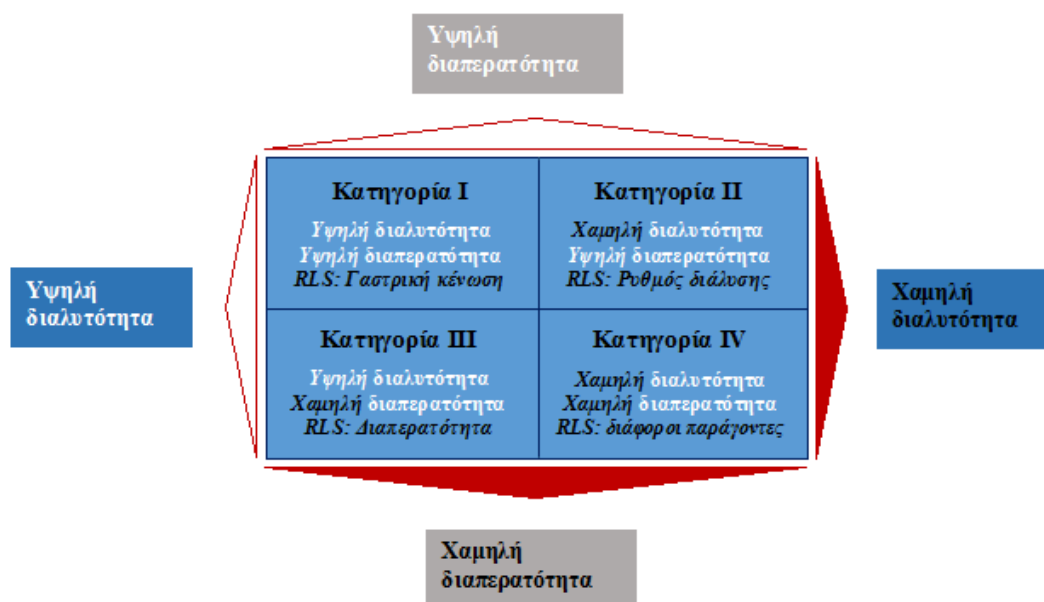 Υψηλή
διαπερατότητα
Κατηγορία I
Υψηλή διαλυτότητα
Υψηλή διαπερατότητα
RLS: Γαστρική κένωση
Κατηγορία II
Χαμηλή διαλυτότητα
Υψηλή διαπερατότητα
RLS: Ρυθμός διάλυσης
Υψηλή
διαλυτότητα
Χαμηλή
διαλυτότητα
Κατηγορία III
Υψηλή διαλυτότητα
Χαμηλή διαπερατότητα
RLS: Διαπερατότητα
Κατηγορία IV
Χαμηλή διαλυτότητα
Χαμηλή διαπερατότητα
RLS: διάφοροι παράγοντες
Χαμηλή
διαπερατότητα